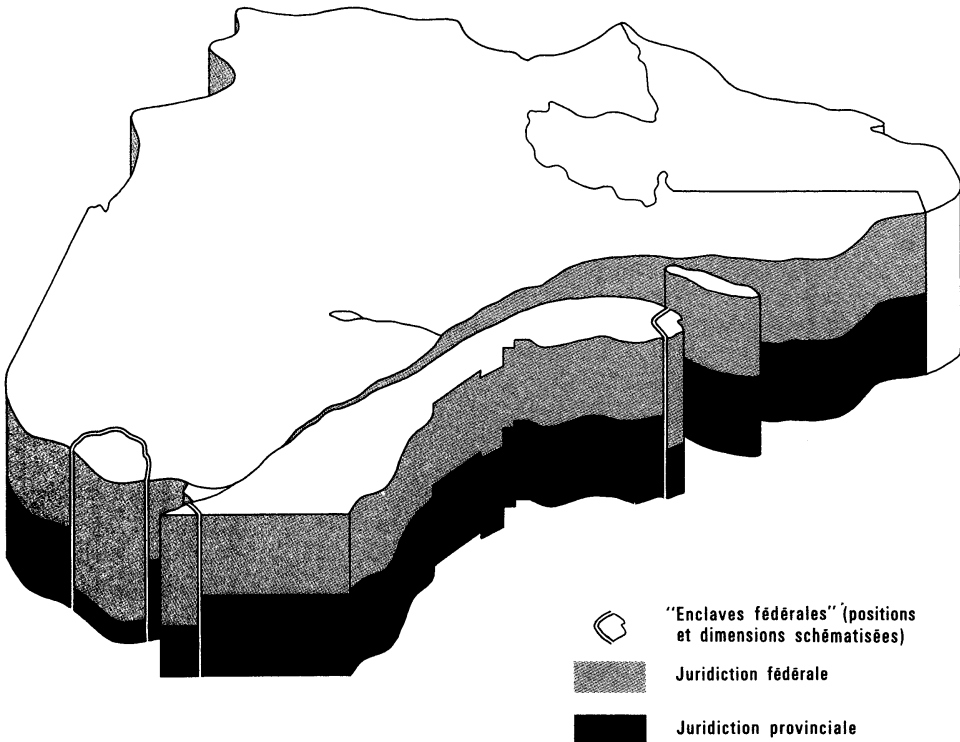 "Enclaves fédérales" (positions
et dimensions schématisées)
Juridiction fédérale
Juridiction provinciale